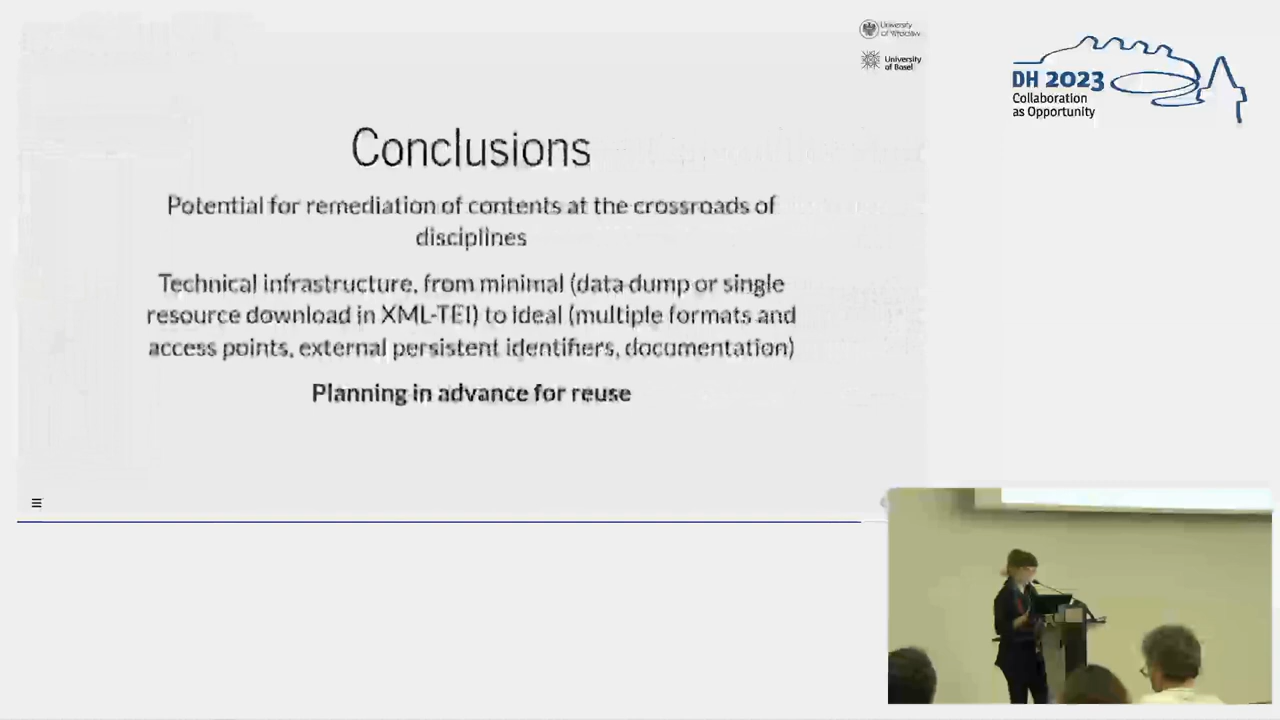 University
of Wrocław
University
of Basel
DH 2023
Collaboration
as Opportunity
Conclusions
Potential for remediation of contents at the crossroads of
disciplines
Technical infrastructure, from minimal (data dump or single
resource download in XML-TEI) to ideal (multiple formats and
access points, external persistent identifiers, documentation)
Planning in advance for reuse